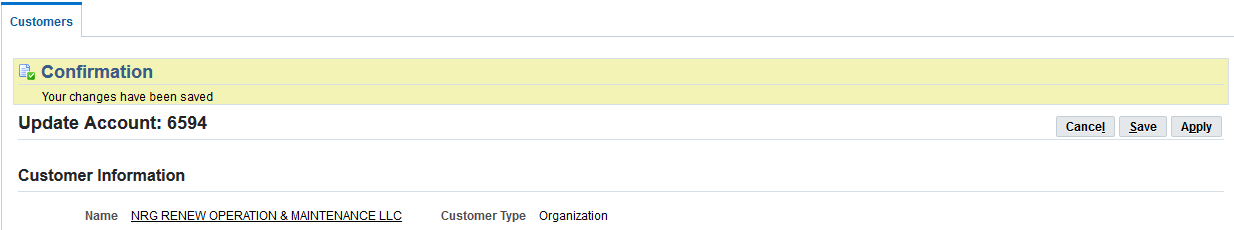 Customers
Confirmation
Your changes have been saved
Update Account: 6594
Cancel Save Apply
Customer Information
Name NRG RENEW OPERATION & MAINTENANCE LLC Customer Type Organization